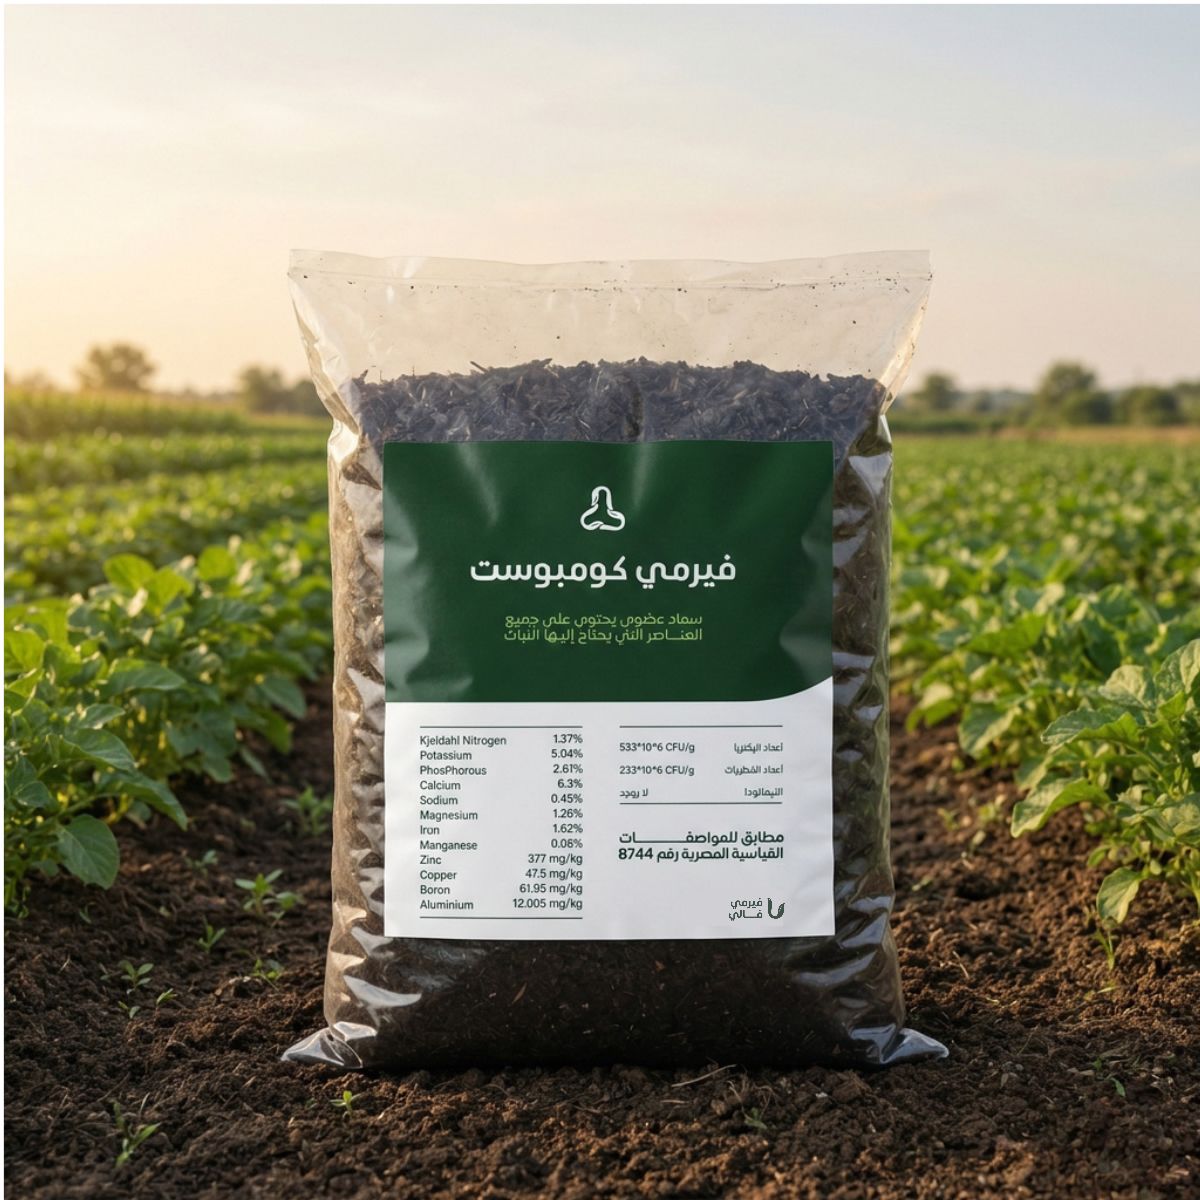 فيرمي كومبوست
سماد عضوي يحتوي على جميع
العناصر التي يحتاج إليها النبات
Kjeldahl Nitrogen 1.37%
Potassium 5.04%
PhosPhorous 2.61%
Calcium 6.3%
Sodium 0.45%
Magnesium 1.26%
Iron 1.62%
Manganese 0.06%
Zinc 377 mg/kg
Copper 47.5 mg/kg
Boron 61.95 mg/kg
Aluminium 12.005 mg/kg
أعداد البكتريا 533*10^6 CFU/g
أعداد الفطريات 233*10^6 CFU/g
النيماتودا لا يوجد
مطابق للمواصفات
القياسية المصرية رقم 8744
فيرمي
فالي